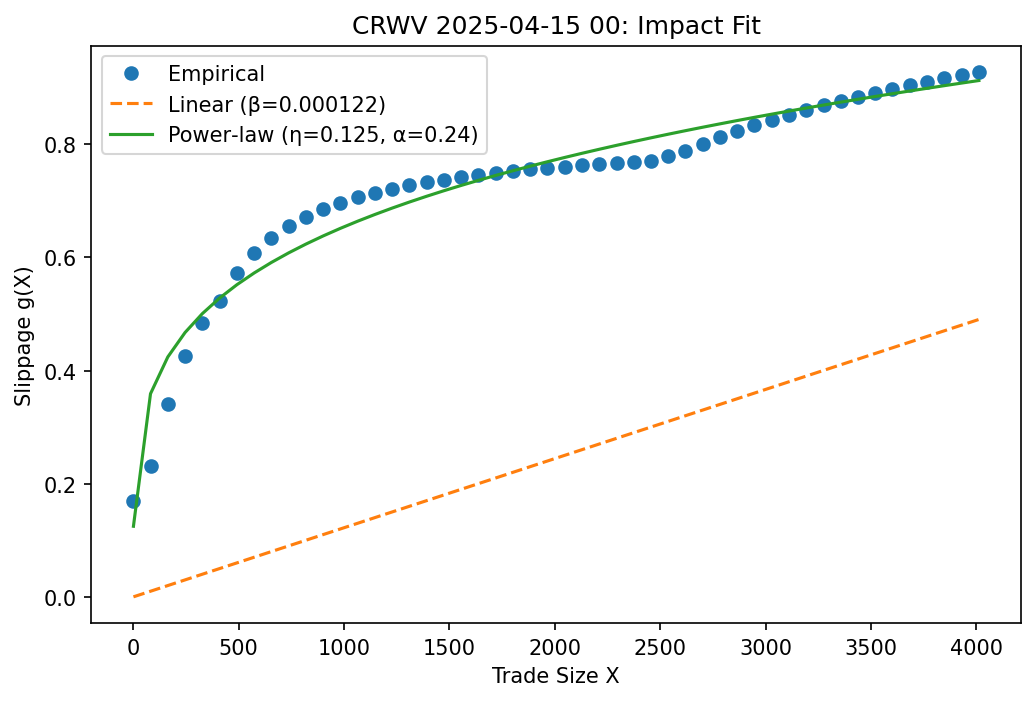 CRWV 2025-04-15 00: Impact Fit
Empirical
Linear (β=0.000122)
Power-law (η=0.125, α=0.24)
Slippage g(X)
0.8
0.6
0.4
0.2
0.0
0 500 1000 1500 2000 2500 3000 3500 4000
Trade Size X